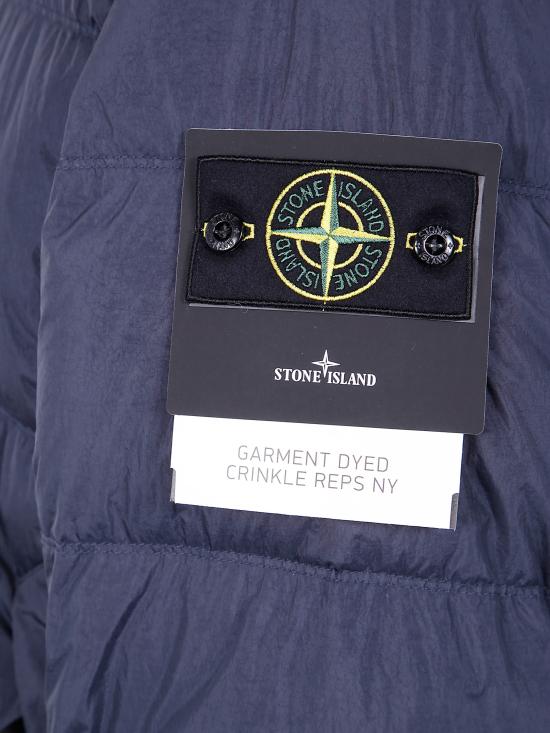 STONE ISLAND
STONE ISLAND
STONE ISLAND
GARMENT DYED
CRINKLE REPS NY